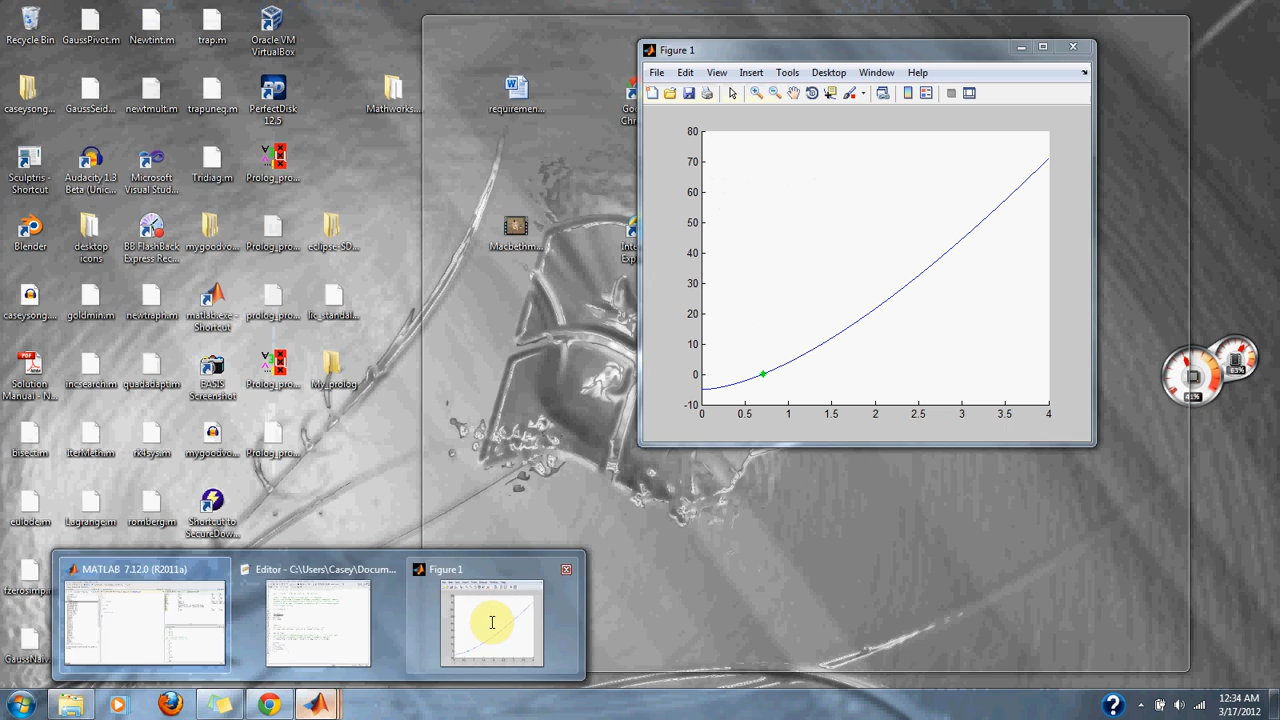 Recycle Bin
GaussPivot.m
Newtint.m
trap.m
Oracle VM
VirtualBox
caseysong...
GaussSeid...
newtmult.m
trapuneq.m
PerfectDisk
12.5
Mathworks...
requiremen...
Sculptris -
Shortcut
Audacity 1.3
Beta (Unic...
Microsoft
Visual Stud...
Tridiag.m
Prolog_pro...
Blender
desktop
icons
BB FlashBack
Express Rec...
mygoodvo...
Prolog_pro...
eclipse-SD...
Macbethm...
caseysong...
goldmin.m
newtraph.m
matlab.exe -
Shortcut
prolog_pro...
lic_standal...
Solution
Manual - N...
incsearch.m
quadadapt.m
BASIS
Screenshot
Prolog_pro...
My_prolog
bisect.m
IterMeth.m
rk4sys.m
mygoodvo...
Prolog_pro...
eulode.m
Lagrange.m
romberg.m
Shortcut to
SecureDow...
fzerosimp...
GaussNaiv...
Figure 1
File Edit View Insert Tools Desktop Window Help
80
70
60
50
40
30
20
10
0
-10
0 0.5 1 1.5 2 2.5 3 3.5 4
41%
MATLAB 7.12.0 (R2011a)
Editor - C:\Users\Casey\Docum...
Figure 1
12:34 AM
3/17/2012